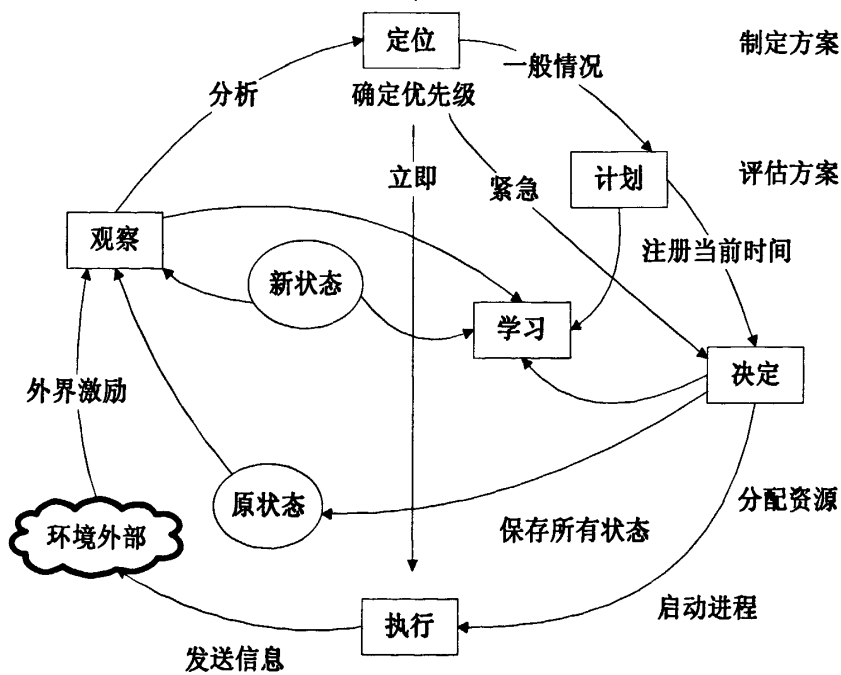 定位
制定方案
一般情况
分析
确定优先级
立即
紧急
计划
评估方案
观察
注册当前时间
新状态
学习
决定
外界激励
原状态
分配资源
环境外部
保存所有状态
启动进程
执行
发送信息